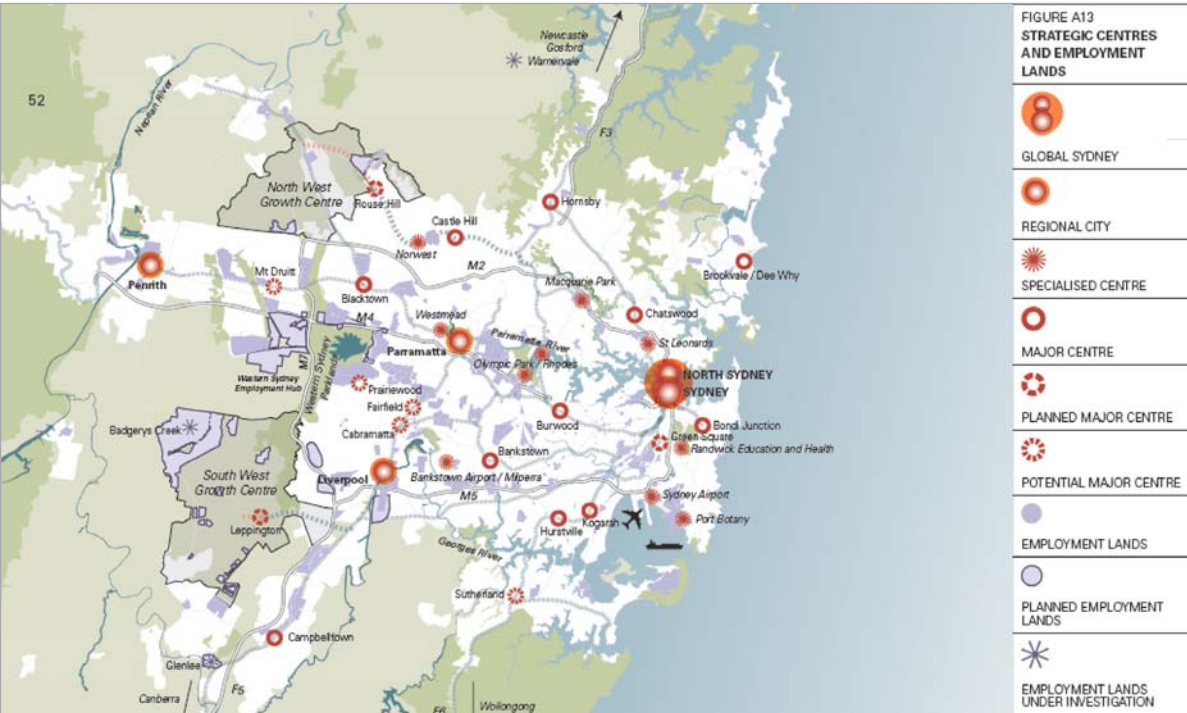 52
Nepean River
Newcastle
Gosford
Warnervale
F3
North West
Growth Centre
Rouse Hill
Hornsby
Castle Hill
Norwest
M2
Brookvale / Dee Why
Penrith
Mt Druitt
Blacktown
Macquarie Park
Chatswood
M4
Westmead
Parramatta
Parramatta River
St Leonards
Olympic Park / Rhodes
M7
Western Sydney
Parklands
Western Sydney
Employment Hub
Prairiewood
Fairfield
Cabramatta
NORTH SYDNEY
SYDNEY
Burwood
Bondi Junction
Green Square
Randwick Education and Health
Badgerys Creek
Bankstown
Bankstown Airport / Milperra
South West
Growth Centre
Liverpool
M5
Sydney Airport
Port Botany
Leppington
Hurstville
Kogarah
Georges River
Sutherland
Campbelltown
Glenlee
Canberra
F5
F6
Wollongong
FIGURE A13
STRATEGIC CENTRES
AND EMPLOYMENT
LANDS
GLOBAL SYDNEY
REGIONAL CITY
SPECIALISED CENTRE
MAJOR CENTRE
PLANNED MAJOR CENTRE
POTENTIAL MAJOR CENTRE
EMPLOYMENT LANDS
PLANNED EMPLOYMENT
LANDS
EMPLOYMENT LANDS
UNDER INVESTIGATION